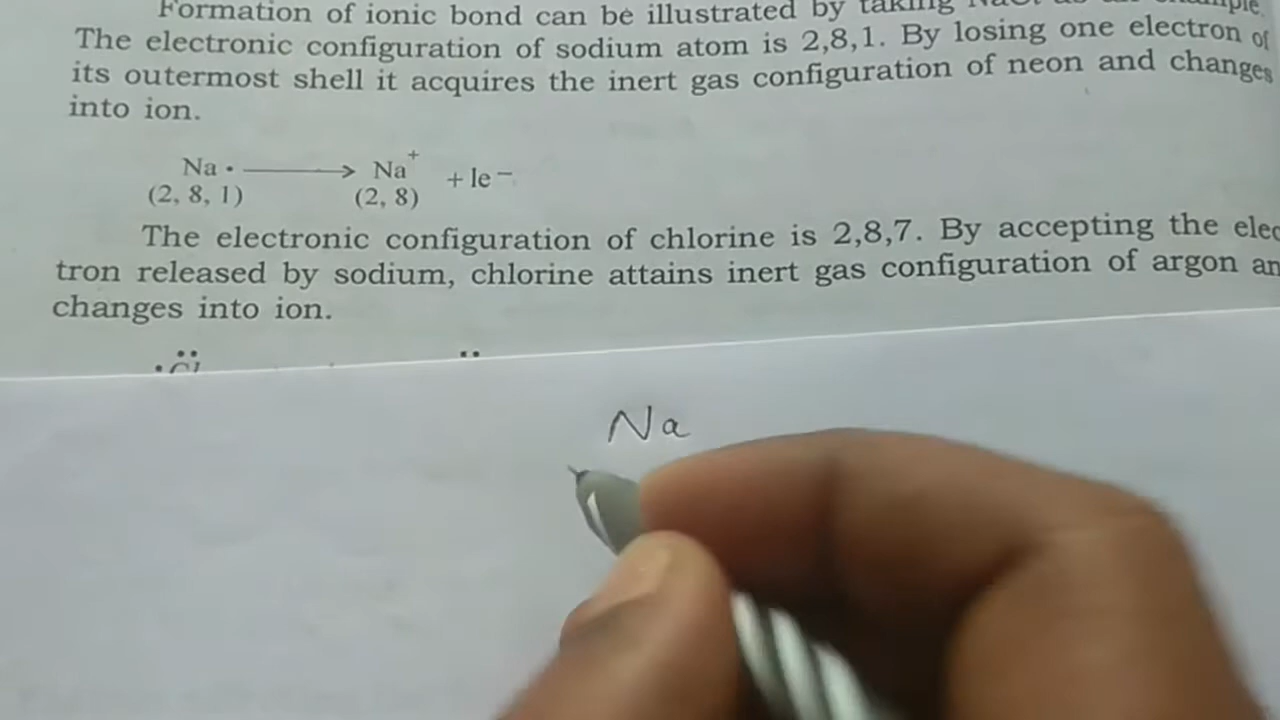 Formation of ionic bond can be illustrated by taking
The electronic configuration of sodium atom is 2,8,1. By losing one electron of
its outermost shell it acquires the inert gas configuration of neon and changes
into ion.
Na · ⟶ Na⁺ + le⁻
(2, 8, 1) (2, 8)
The electronic configuration of chlorine is 2,8,7. By accepting the elec
tron released by sodium, chlorine attains inert gas configuration of argon an
changes into ion.
Na